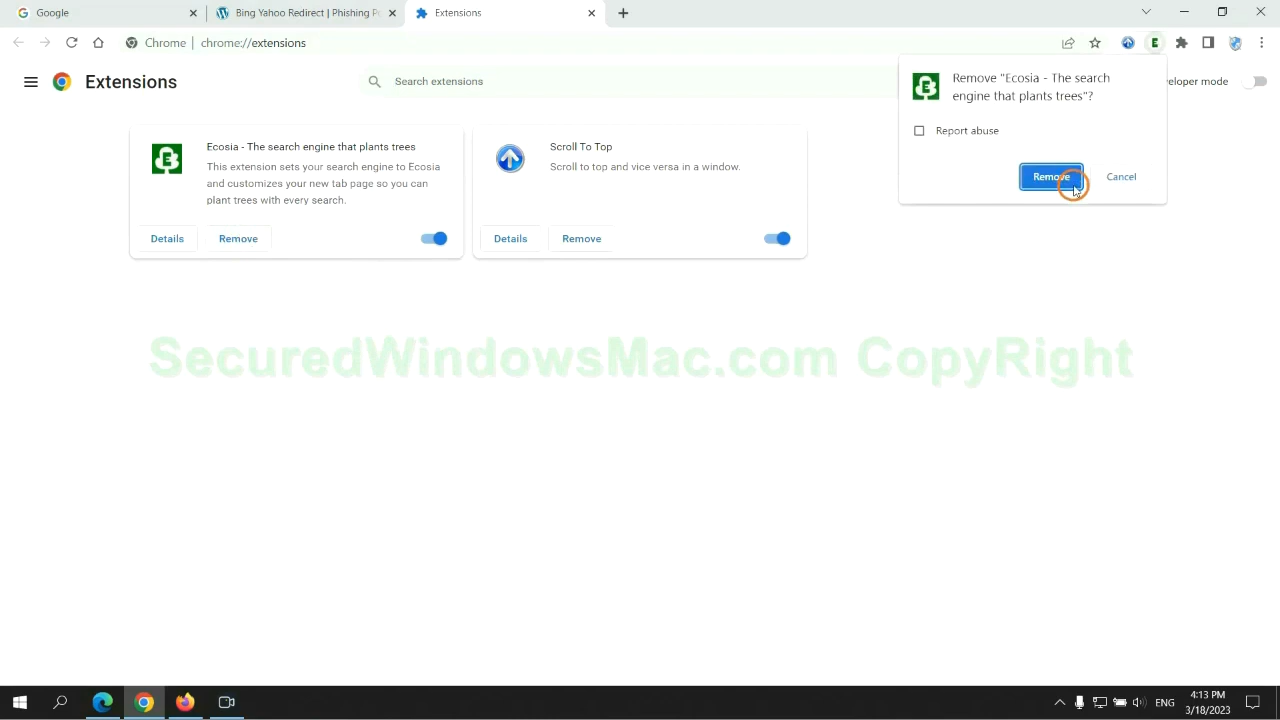 Google
Bing Yahoo Redirect | Phishing Pu
Extensions
Chrome | chrome://extensions
Extensions
Search extensions
veloper mode
Remove "Ecosia - The search
engine that plants trees"?
Report abuse
Remove
Cancel
Ecosia - The search engine that plants trees
This extension sets your search engine to Ecosia
and customizes your new tab page so you can
plant trees with every search.
Details
Remove
Scroll To Top
Scroll to top and vice versa in a window.
Details
Remove
SecuredWindowsMac.com CopyRight
ENG
4:13 PM
3/18/2023